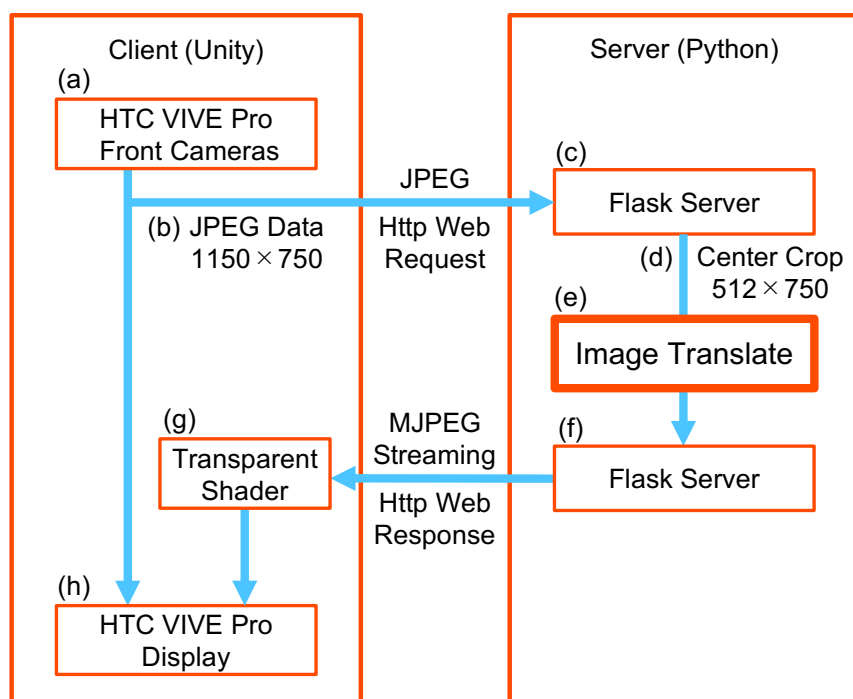 Client (Unity)
Server (Python)
(a)
HTC VIVE Pro
Front Cameras
(b) JPEG Data
1150×750
JPEG
Http Web
Request
(c)
Flask Server
(d) Center Crop
512×750
(e)
Image Translate
(f)
Flask Server
MJPEG
Streaming
Http Web
Response
(g)
Transparent
Shader
(h)
HTC VIVE Pro
Display